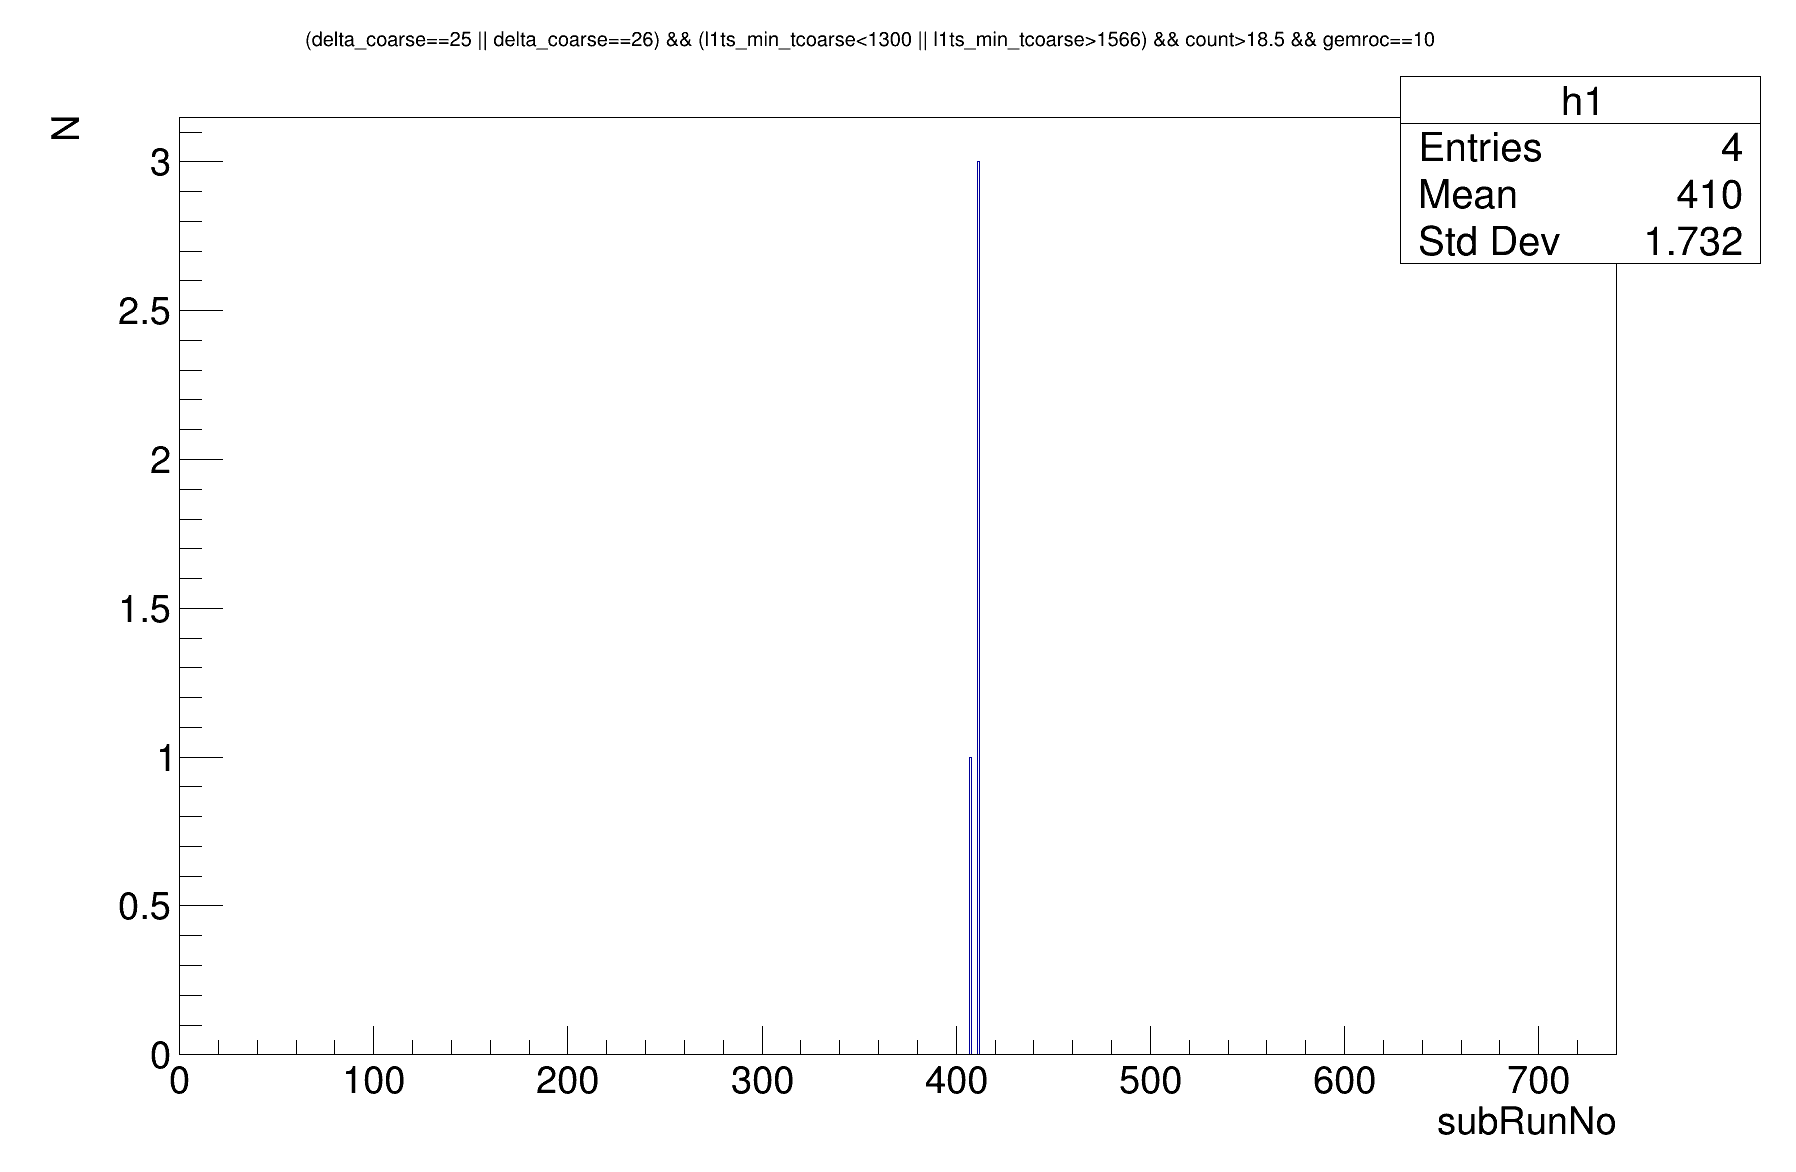 (delta_coarse==25 || delta_coarse==26) && (l1ts_min_tcoarse<1300 || l1ts_min_tcoarse>1566) && count>18.5 && gemroc==10
h1
Entries 4
Mean 410
Std Dev 1.732
N
3
2.5
2
1.5
1
0.5
0
0 100 200 300 400 500 600 700
subRunNo